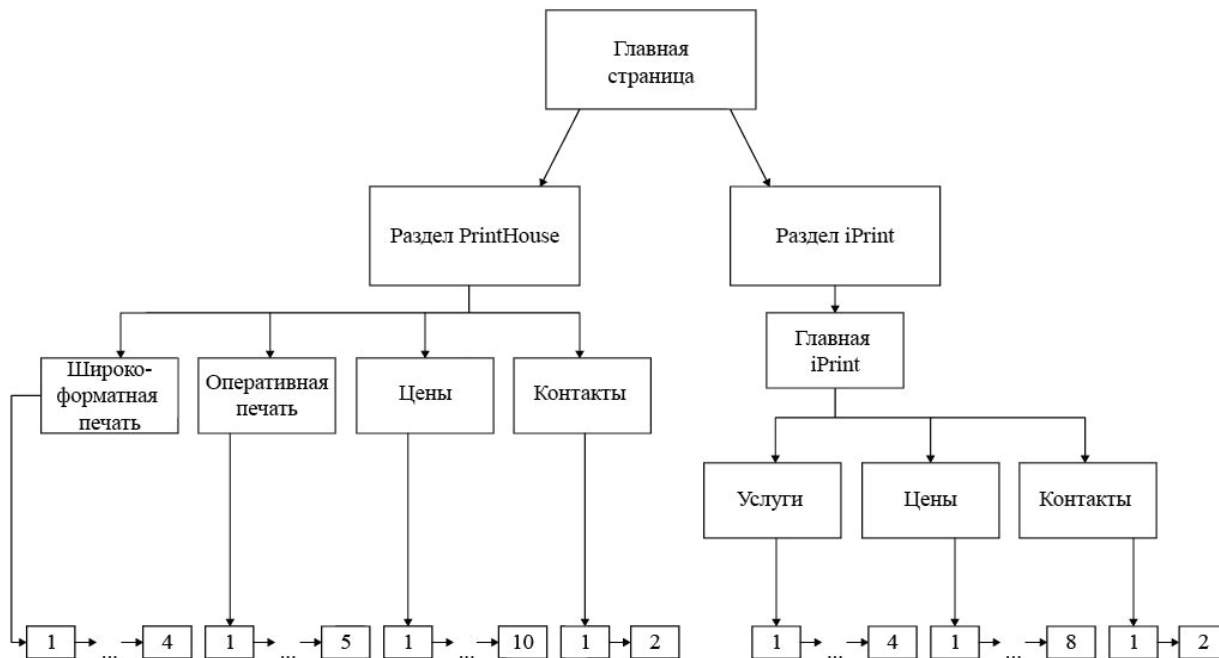 Главная
страница
Раздел PrintHouse
Раздел iPrint
Главная
iPrint
Широко-
форматная
печать
Оперативная
печать
Цены
Контакты
Услуги
Цены
Контакты
1 ... 4 1 ... 5 1 ... 10 1 2 1 ... 4 1 ... 8 1 2